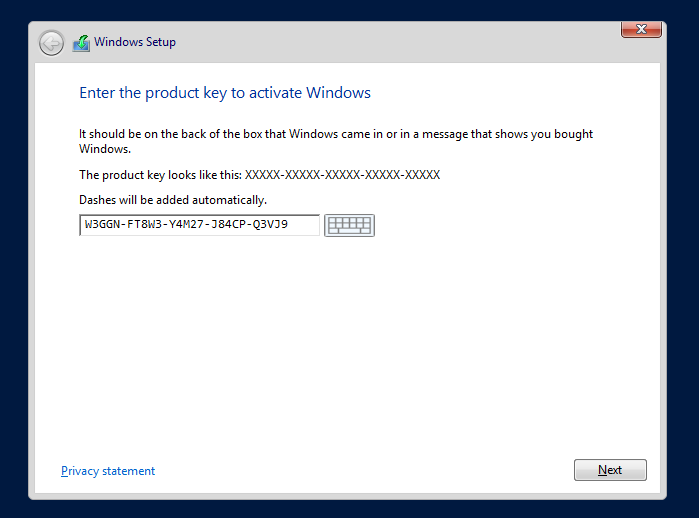 Windows Setup
Enter the product key to activate Windows
It should be on the back of the box that Windows came in or in a message that shows you bought
Windows.
The product key looks like this: XXXXX-XXXXX-XXXXX-XXXXX-XXXXX
Dashes will be added automatically.
W3GGN-FT8W3-Y4M27-J84CP-Q3VJ9
Privacy statement
Next